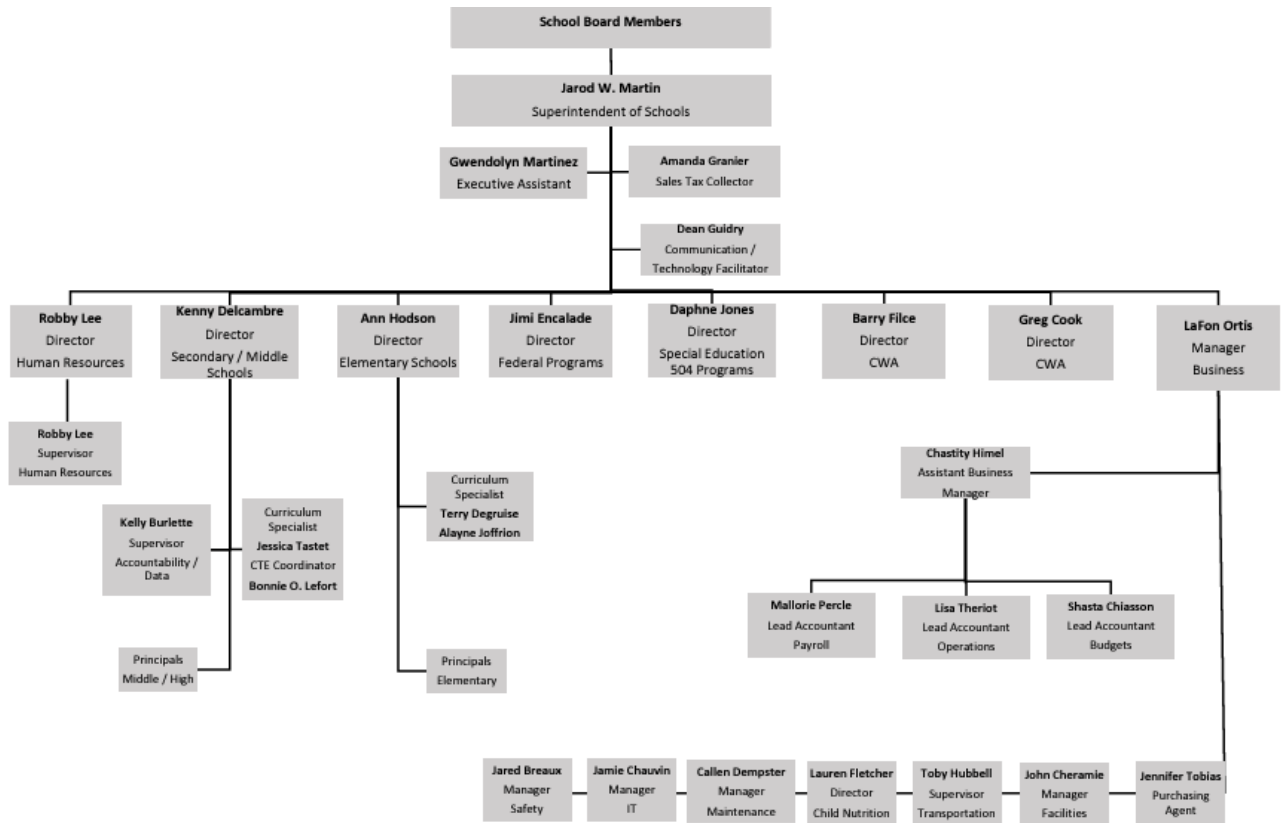 School Board Members
Jarod W. Martin
Superintendent of Schools
Gwendolyn Martinez
Executive Assistant
Amanda Granier
Sales Tax Collector
Dean Guidry
Communication /
Technology Facilitator
Robby Lee
Director
Human Resources
Kenny Delcambre
Director
Secondary / Middle
Schools
Ann Hodson
Director
Elementary Schools
Jimi Encalade
Director
Federal Programs
Daphne Jones
Director
Special Education
504 Programs
Barry Filce
Director
CWA
Greg Cook
Director
CWA
LaFon Ortis
Manager
Business
Robby Lee
Supervisor
Human Resources
Chastity Himel
Assistant Business
Manager
Curriculum
Specialist
Terry Degruise
Alayne Joffrion
Kelly Burlette
Supervisor
Accountability /
Data
Curriculum
Specialist
Jessica Tastet
CTE Coordinator
Bonnie O. Lefort
Mallorie Percle
Lead Accountant
Payroll
Lisa Theriot
Lead Accountant
Operations
Shasta Chiasson
Lead Accountant
Budgets
Principals
Middle / High
Principals
Elementary
Jared Breaux
Manager
Safety
Jamie Chauvin
Manager
IT
Callen Dempster
Manager
Maintenance
Lauren Fletcher
Director
Child Nutrition
Toby Hubbell
Supervisor
Transportation
John Cheramie
Manager
Facilities
Jennifer Tobias
Purchasing
Agent